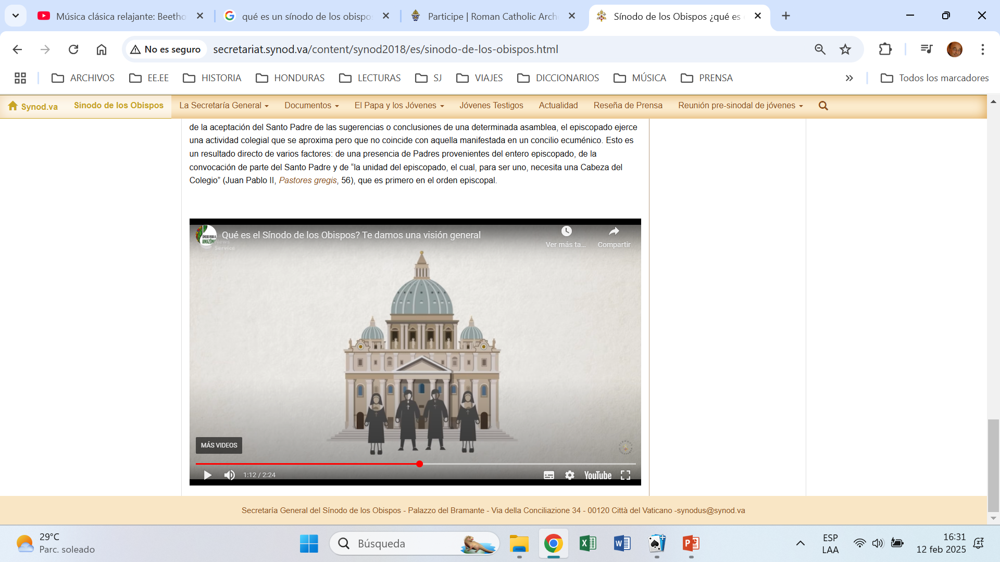 Música clásica relajante: Beetho
qué es un sínodo de los obispo
Participe | Roman Catholic Arch
Sínodo de los Obispos ¿qué es
No es seguro
secretariat.synod.va/content/synod2018/es/sinodo-de-los-obispos.html
ARCHIVOS
EE.EE
HISTORIA
HONDURAS
LECTURAS
SJ
VIAJES
DICCIONARIOS
MÚSICA
PRENSA
Todos los marcadores
Synod.va
Sinodo de los Obispos
La Secretaría General
Documentos
El Papa y los Jóvenes
Jóvenes Testigos
Actualidad
Reseña de Prensa
Reunión pre-sinodal de jóvenes
de la aceptación del Santo Padre de las sugerencias o conclusiones de una determinada asamblea, el episcopado ejerce
una actividad colegial que se aproxima pero que no coincide con aquella manifestada en un concilio ecuménico. Esto es
un resultado directo de varios factores: de una presencia de Padres provenientes del entero episcopado, de la
convocación de parte del Santo Padre y de “la unidad del episcopado, el cual, para ser uno, necesita una Cabeza del
Colegio” (Juan Pablo II, Pastores gregis, 56), que es primero en el orden episcopal.
SÍNODO PARA A
AMAZÔN
News
Service
Qué es el Sínodo de los Obispos? Te damos una visión general
Ver más ta...
Compartir
MÁS VIDEOS
1:12 / 2:24
YouTube
Secretaría General del Sínodo de los Obispos - Palazzo del Bramante - Via della Conciliazione 34 - 00120 Città del Vaticano -synodus@synod.va
29°C
Parc. soleado
Búsqueda
ESP
LAA
16:31
12 feb 2025